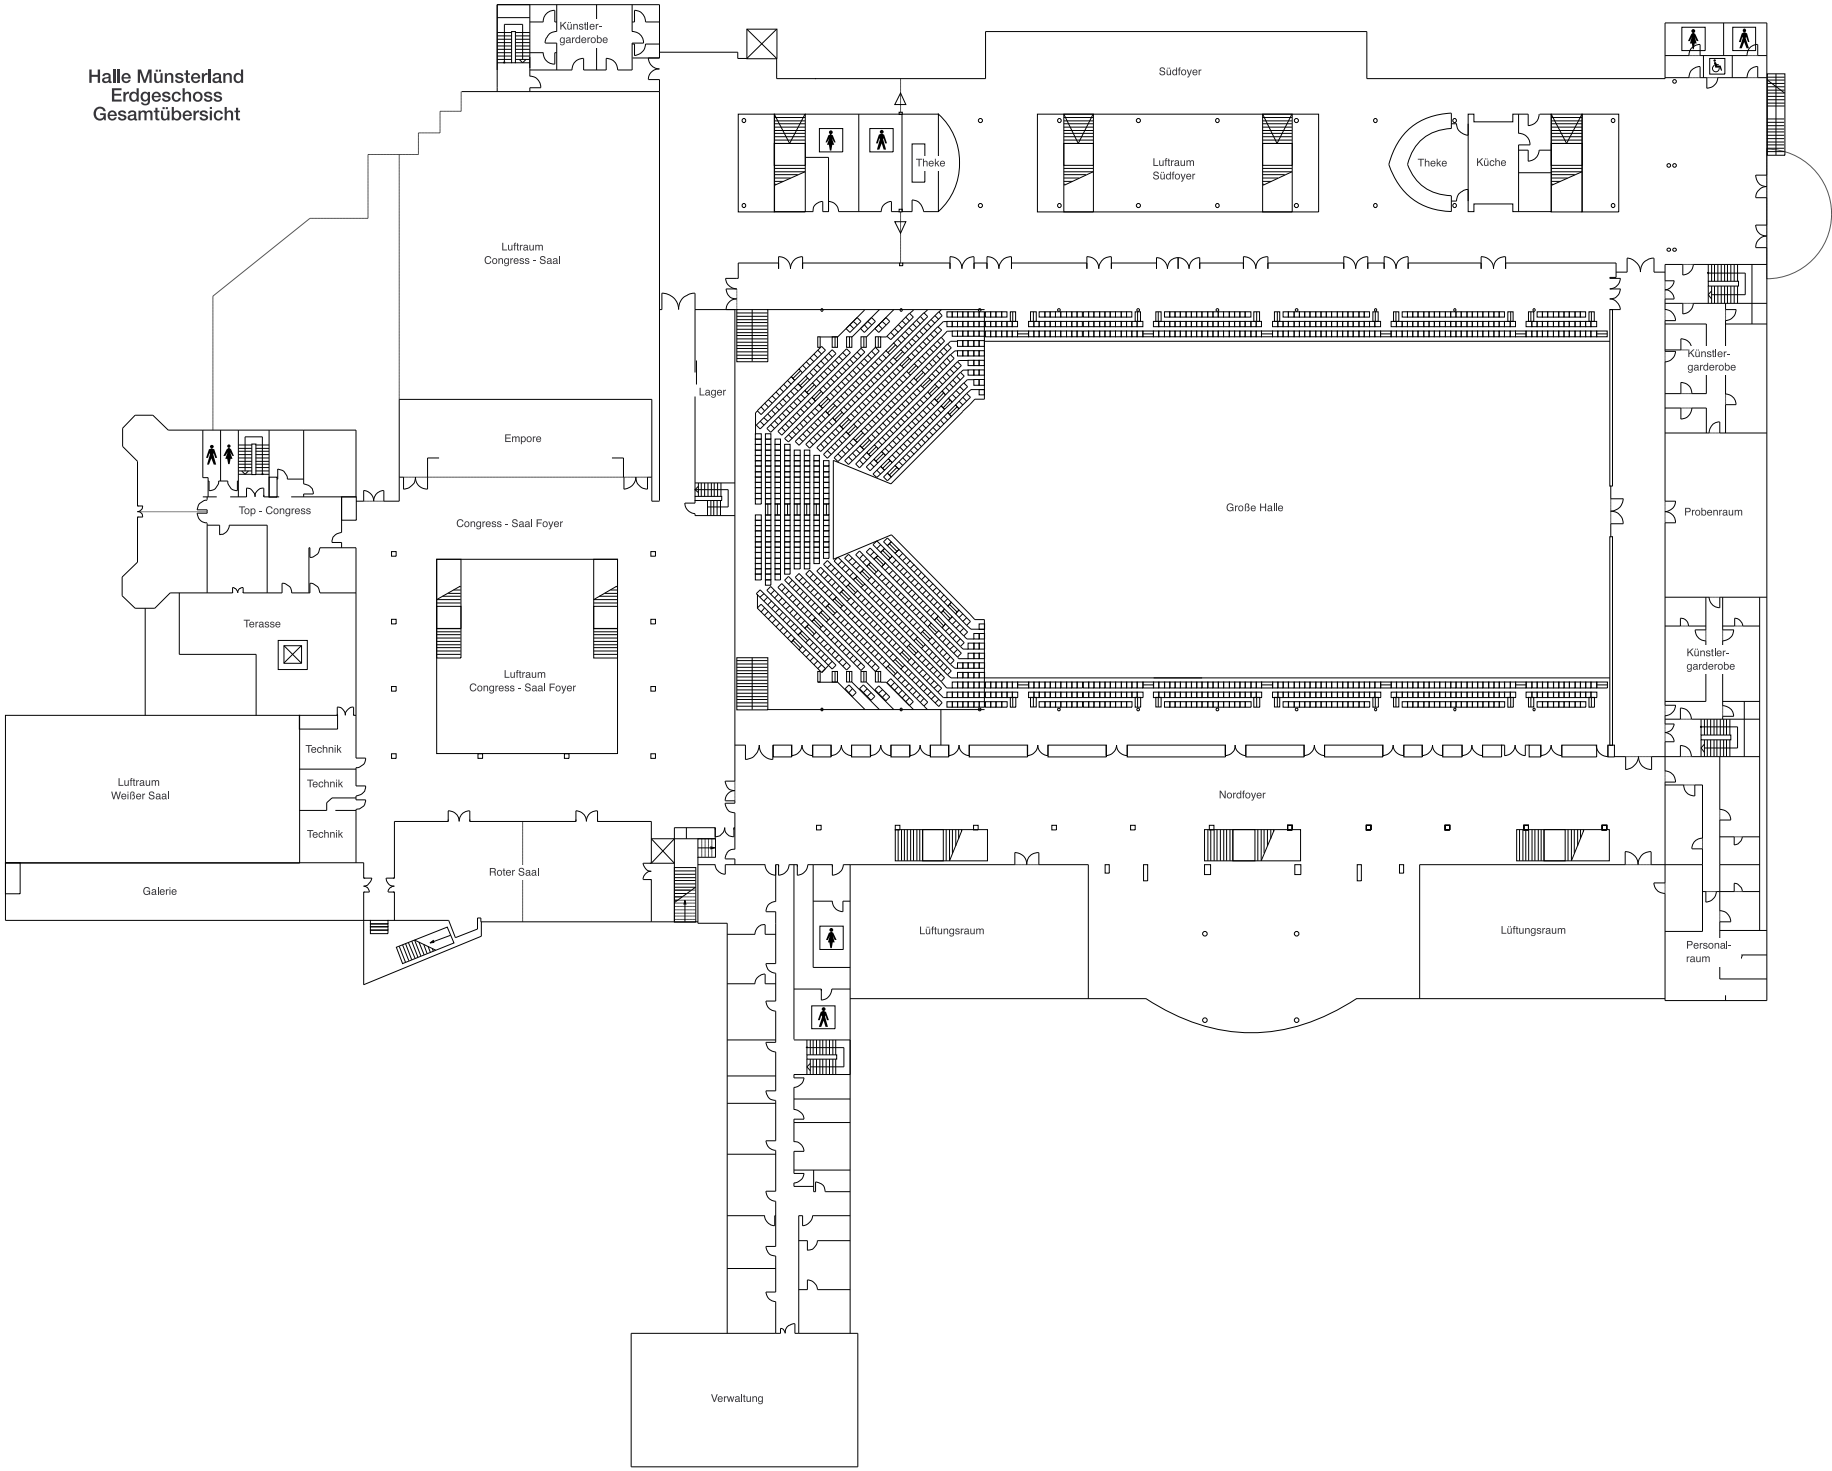 Halle Münsterland
Erdgeschoss
Gesamtübersicht
Künstler-
garderobe
Südfoyer
Theke
Luftraum
Südfoyer
Theke
Küche
Luftraum
Congress - Saal
Lager
Künstler-
garderobe
Empore
Top - Congress
Congress - Saal Foyer
Große Halle
Probenraum
Terasse
Luftraum
Congress - Saal Foyer
Künstler-
garderobe
Technik
Luftraum
Weißer Saal
Technik
Technik
Nordfoyer
Galerie
Roter Saal
Lüftungsraum
Lüftungsraum
Personal-
raum
Verwaltung